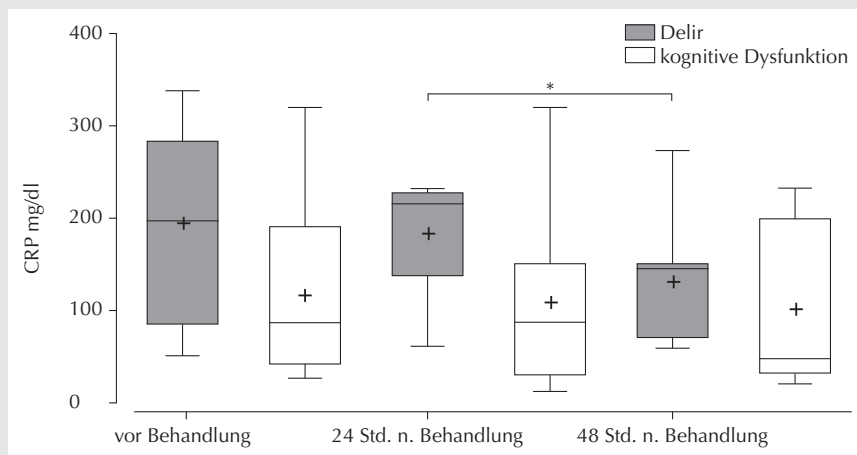 400
Delir
kognitive Dysfunktion
*
300
CRP mg/dl
200
100
0
vor Behandlung 24 Std. n. Behandlung 48 Std. n. Behandlung